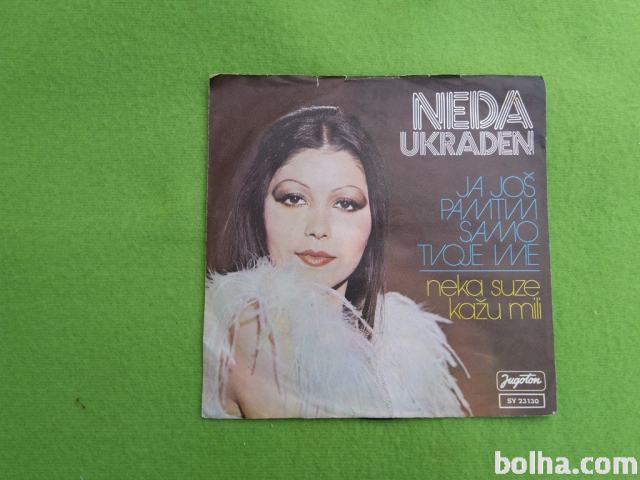 NEDA
UKRADEN
JA JOŠ
PAMTIM
SAMO
TVOJE IME
neka suze
kažu mili
Jugoton
SY 23130
bolha.com